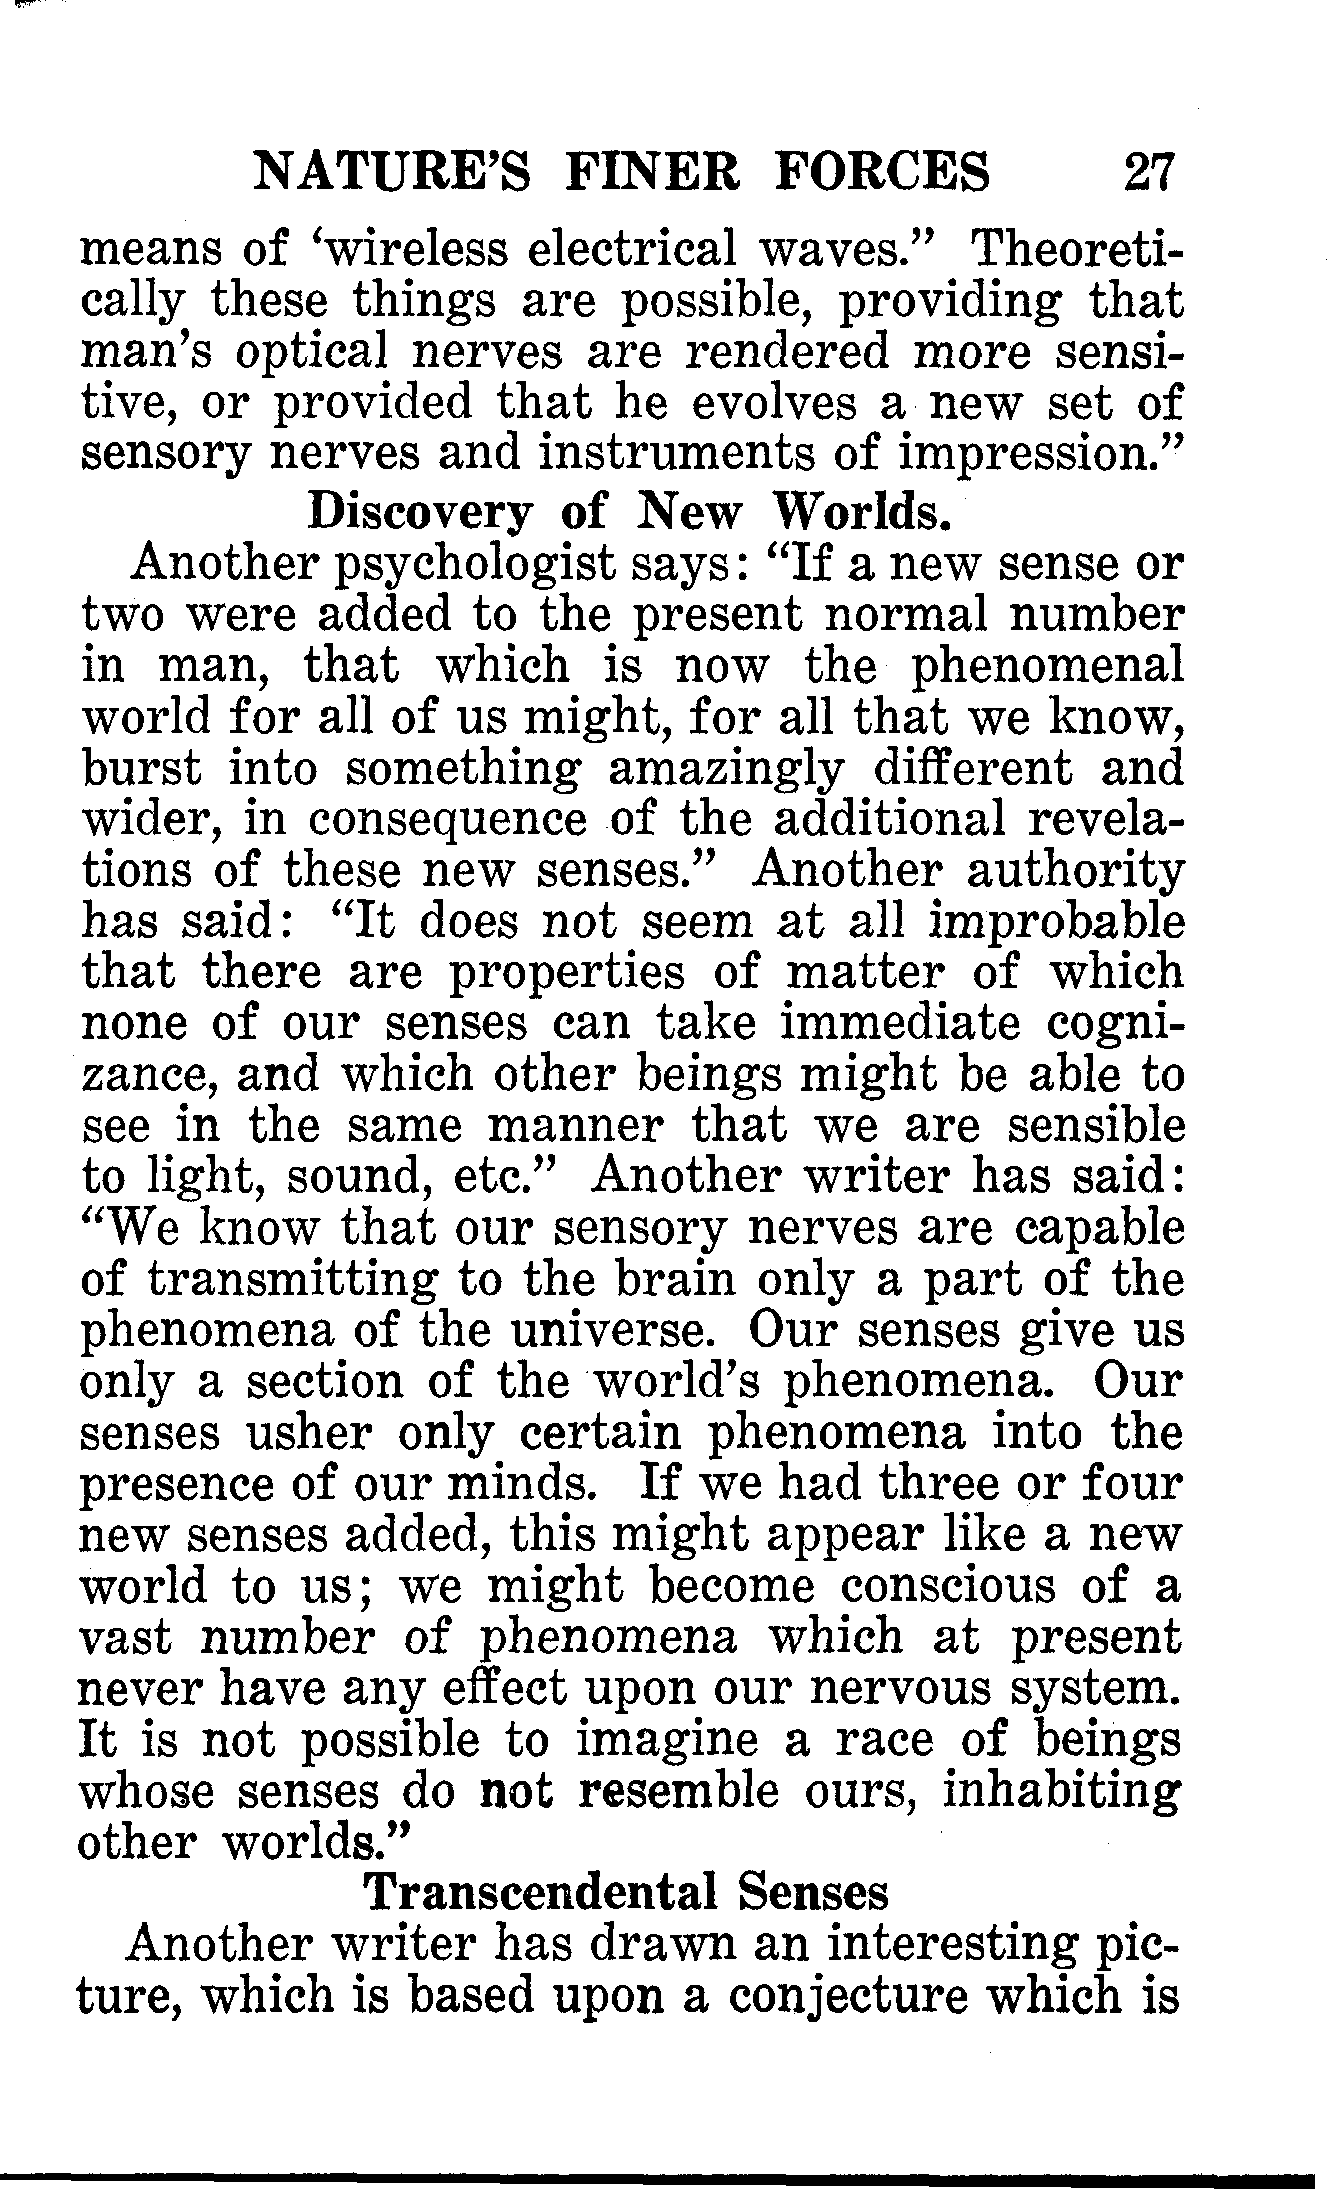 NATURE'S FINER FORCES 27
means of 'wireless electrical waves." Theoreti-
cally these things are possible, providing that
man's optical nerves are rendered more sensi-
tive, or provided that he evolves a new set of
sensory nerves and instruments of impression."
Discovery of New Worlds.
Another psychologist says: "If a new sense or
two were added to the present normal number
in man, that which is now the phenomenal
world for all of us might, for all that we know,
burst into something amazingly different and
wider, in consequence of the additional revela-
tions of these new senses." Another authority
has said: "It does not seem at all improbable
that there are properties of matter of which
none of our senses can take immediate cogni-
zance, and which other beings might be able to
see in the same manner that we are sensible
to light, sound, etc." Another writer has said:
"We know that our sensory nerves are capable
of transmitting to the brain only a part of the
phenomena of the universe. Our senses give us
only a section of the world's phenomena. Our
senses usher only certain phenomena into the
presence of our minds. If we had three or four
new senses added, this might appear like a new
world to us; we might become conscious of a
vast number of phenomena which at present
never have any effect upon our nervous system.
It is not possible to imagine a race of beings
whose senses do not resemble ours, inhabiting
other worlds."
Transcendental Senses
Another writer has drawn an interesting pic-
ture, which is based upon a conjecture which is